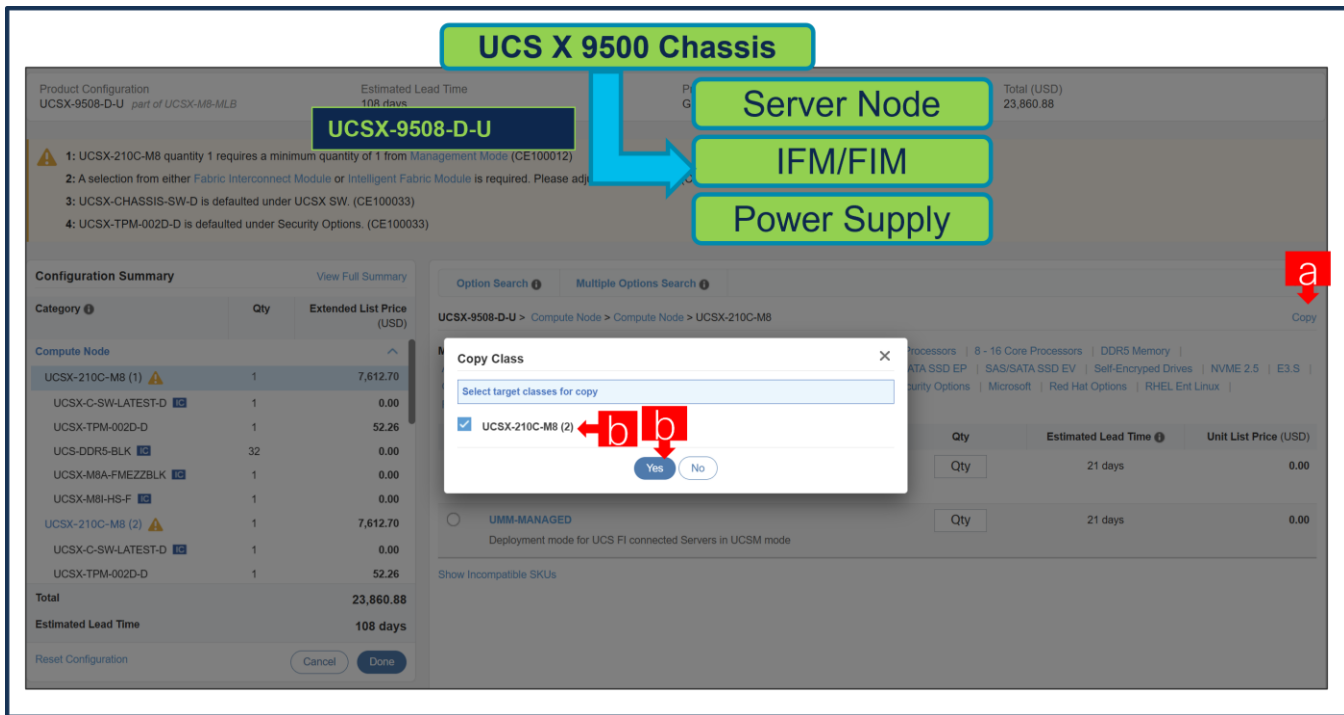 UCS X 9500 Chassis
Product Configuration
UCSX-9508-D-U part of UCSX-M8-MLB
Estimated Lead Time
108 days
Total (USD)
23,860.88
UCSX-9508-D-U
Server Node
IFM/FIM
Power Supply
1: UCSX-210C-M8 quantity 1 requires a minimum quantity of 1 from Management Mode (CE100012)
2: A selection from either Fabric Interconnect Module or Intelligent Fabric Module is required. Please
3: UCSX-CHASSIS-SW-D is defaulted under UCSX SW. (CE100033)
4: UCSX-TPM-002D-D is defaulted under Security Options. (CE100033)
Configuration Summary
View Full Summary
Category
Qty
Extended List Price
(USD)
Compute Node
UCSX-210C-M8 (1) 1 7,612.70
UCSX-C-SW-LATEST-D IC 1 0.00
UCSX-TPM-002D-D 1 52.26
UCS-DDR5-BLK IC 32 0.00
UCSX-M8A-FMEZZBLK IC 1 0.00
UCSX-M8I-HS-F IC 1 0.00
UCSX-210C-M8 (2) 1 7,612.70
UCSX-C-SW-LATEST-D IC 1 0.00
UCSX-TPM-002D-D 1 52.26
Total 23,860.88
Estimated Lead Time 108 days
Reset Configuration
Cancel
Done
Option Search
Multiple Options Search
a
UCSX-9508-D-U > Compute Node > Compute Node > UCSX-210C-M8
Copy
Processors | 8 - 16 Core Processors | DDR5 Memory |
SSD EP | SAS/SATA SSD EV | Self-Encryped Drives | NVME 2.5 | E3.S |
Options | Microsoft | Red Hat Options | RHEL Ent Linux |
Copy Class
Select target classes for copy
UCSX-210C-M8 (2)
b
b
Yes
No
Qty
Estimated Lead Time
Unit List Price (USD)
Qty 21 days 0.00
UMM-MANAGED Qty 21 days 0.00
Deployment mode for UCS FI connected Servers in UCSM mode
Show Incompatible SKUs